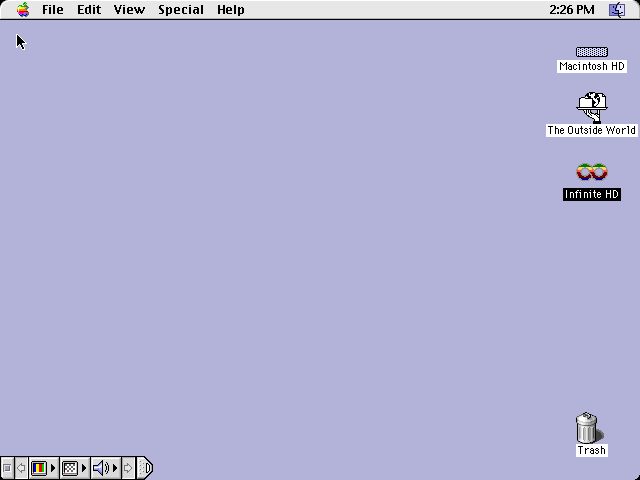 File Edit View Special Help 2:26 PM
Macintosh HD
The Outside World
Infinite HD
Trash